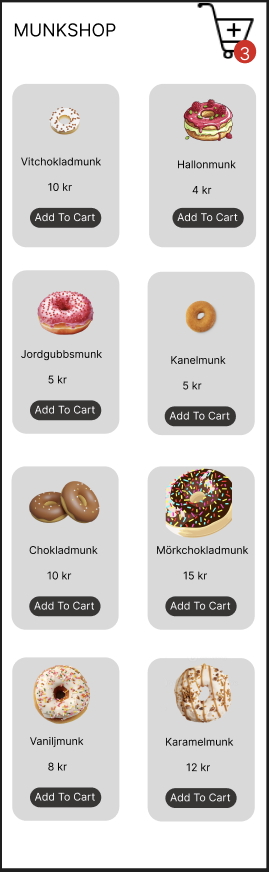 MUNKSHOP
3
Vitchokladmunk
10 kr
Add To Cart
Hallonmunk
4 kr
Add To Cart
Jordgubbsmunk
5 kr
Add To Cart
Kanelmunk
5 kr
Add To Cart
Chokladmunk
10 kr
Add To Cart
Mörkchokladmunk
15 kr
Add To Cart
Vaniljmunk
8 kr
Add To Cart
Karamelmunk
12 kr
Add To Cart